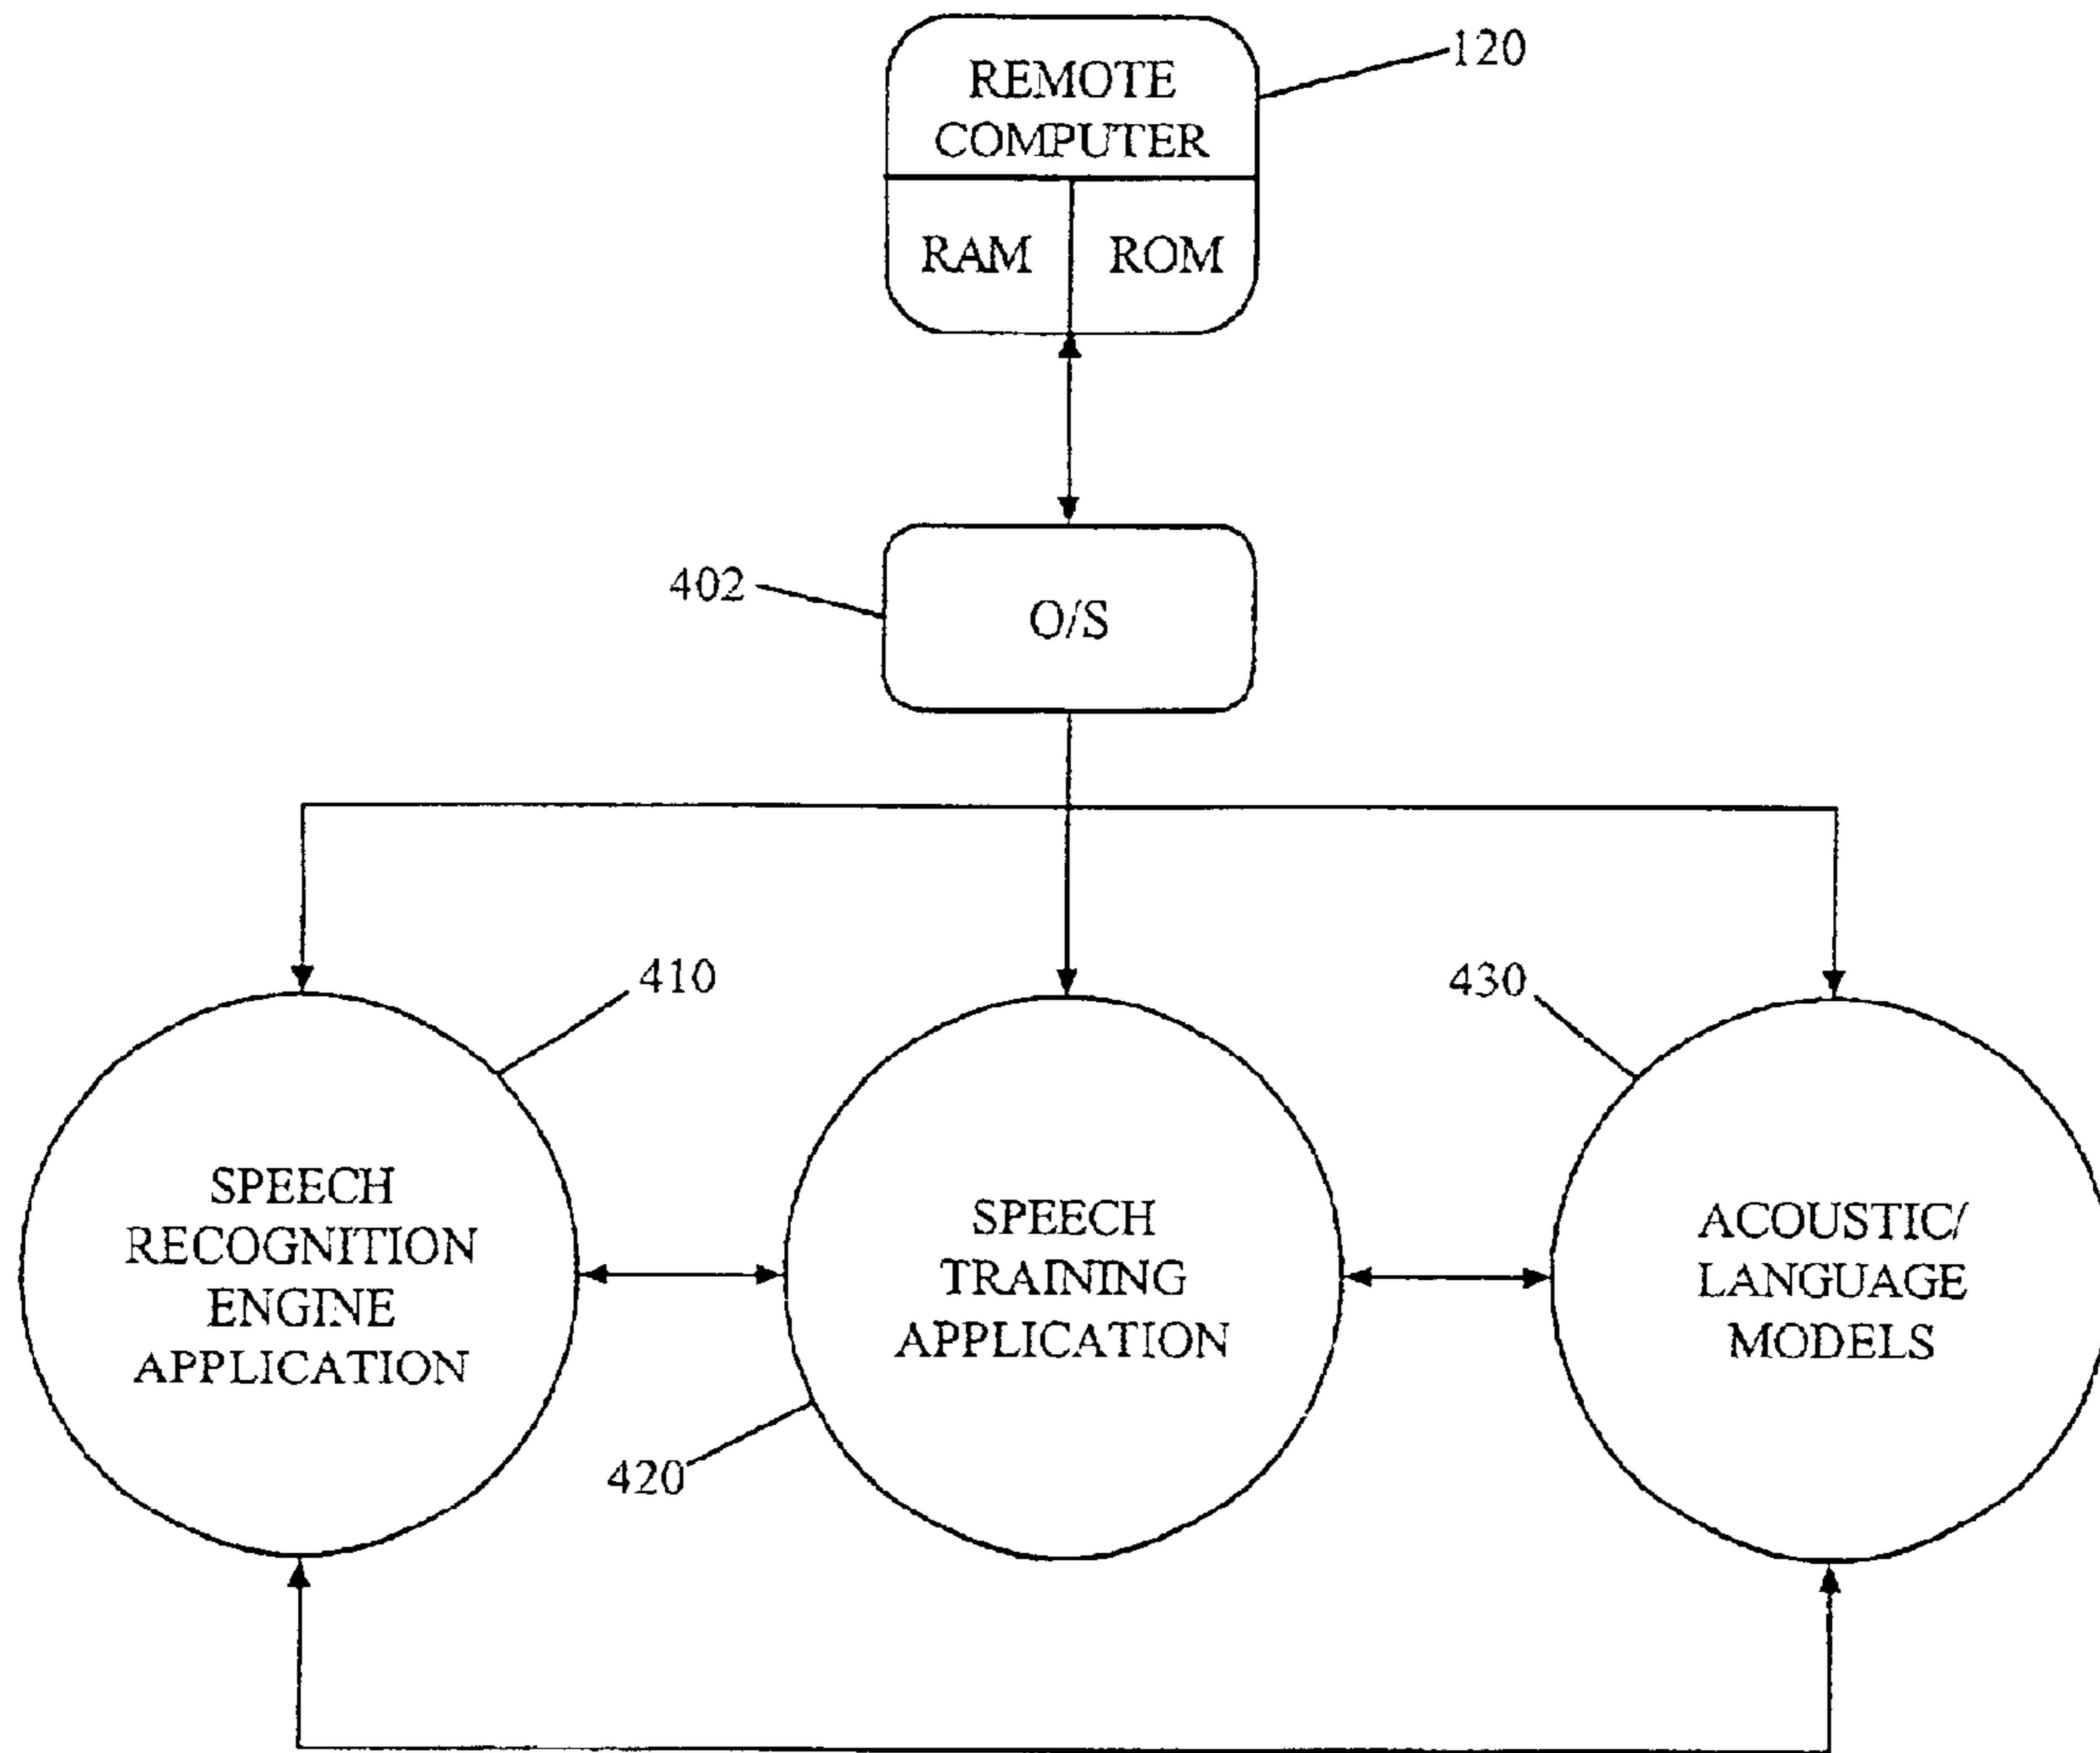 120
REMOTE
COMPUTER
RAM ROM
402
O/S
410
430
SPEECH
RECOGNITION
ENGINE
APPLICATION
SPEECH
TRAINING
APPLICATION
ACOUSTIC/
LANGUAGE
MODELS
420